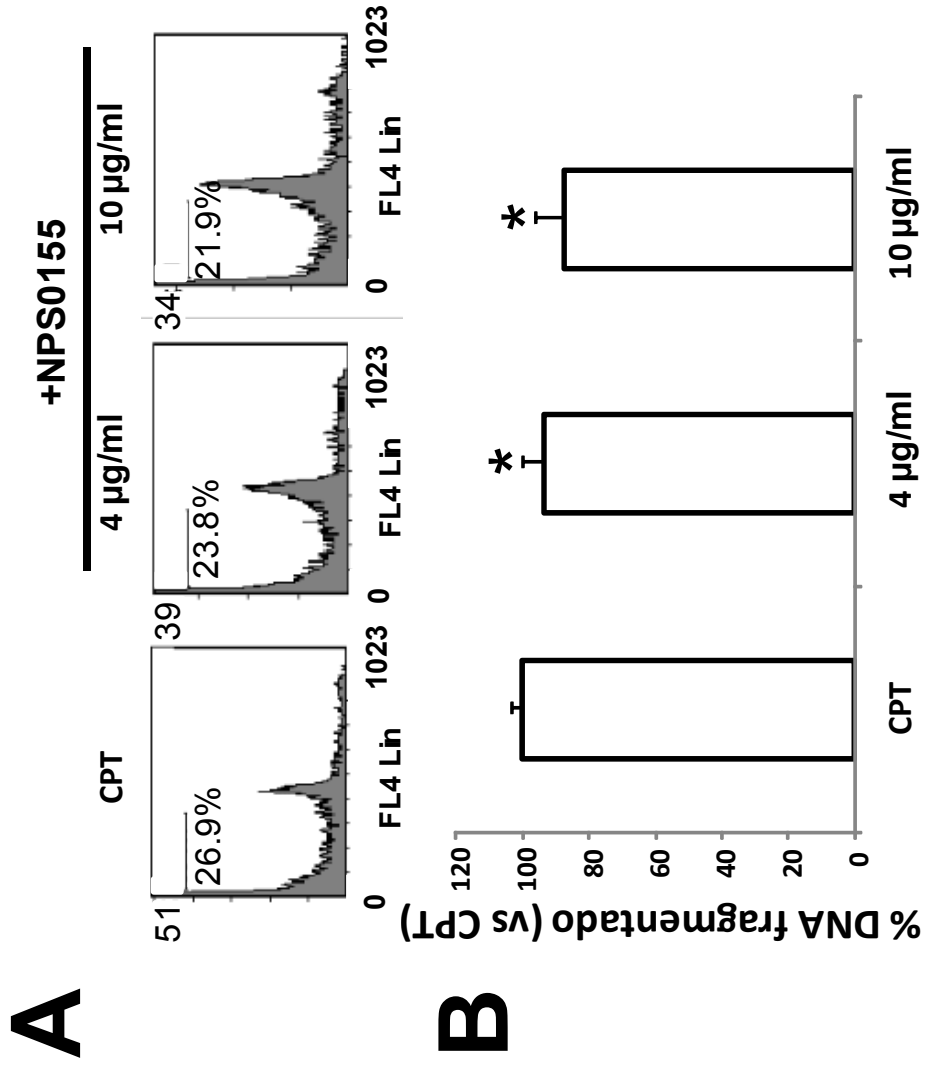 A
+NPS0155
CPT 4 µg/ml 10 µg/ml
51 39 34
26.9% 23.8% 21.9%
0 1023 0 1023 0 1023
FL4 Lin FL4 Lin FL4 Lin
B
% DNA fragmentado (vs CPT)
120
100
80
60
40
20
0
* *
CPT 4 µg/ml 10 µg/ml